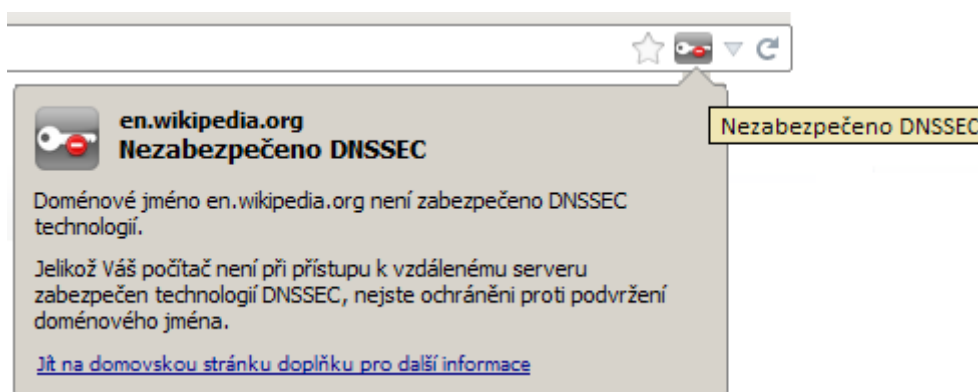 en.wikipedia.org
Nezabezpečeno DNSSEC
Nezabezpečeno DNSSEC
Doménové jméno en.wikipedia.org není zabezpečeno DNSSEC
technologií.
Jelikož Váš počítač není při přístupu k vzdálenému serveru
zabezpečen technologií DNSSEC, nejste ochráněni proti podvržení
doménového jména.
Jít na domovskou stránku doplňku pro další informace